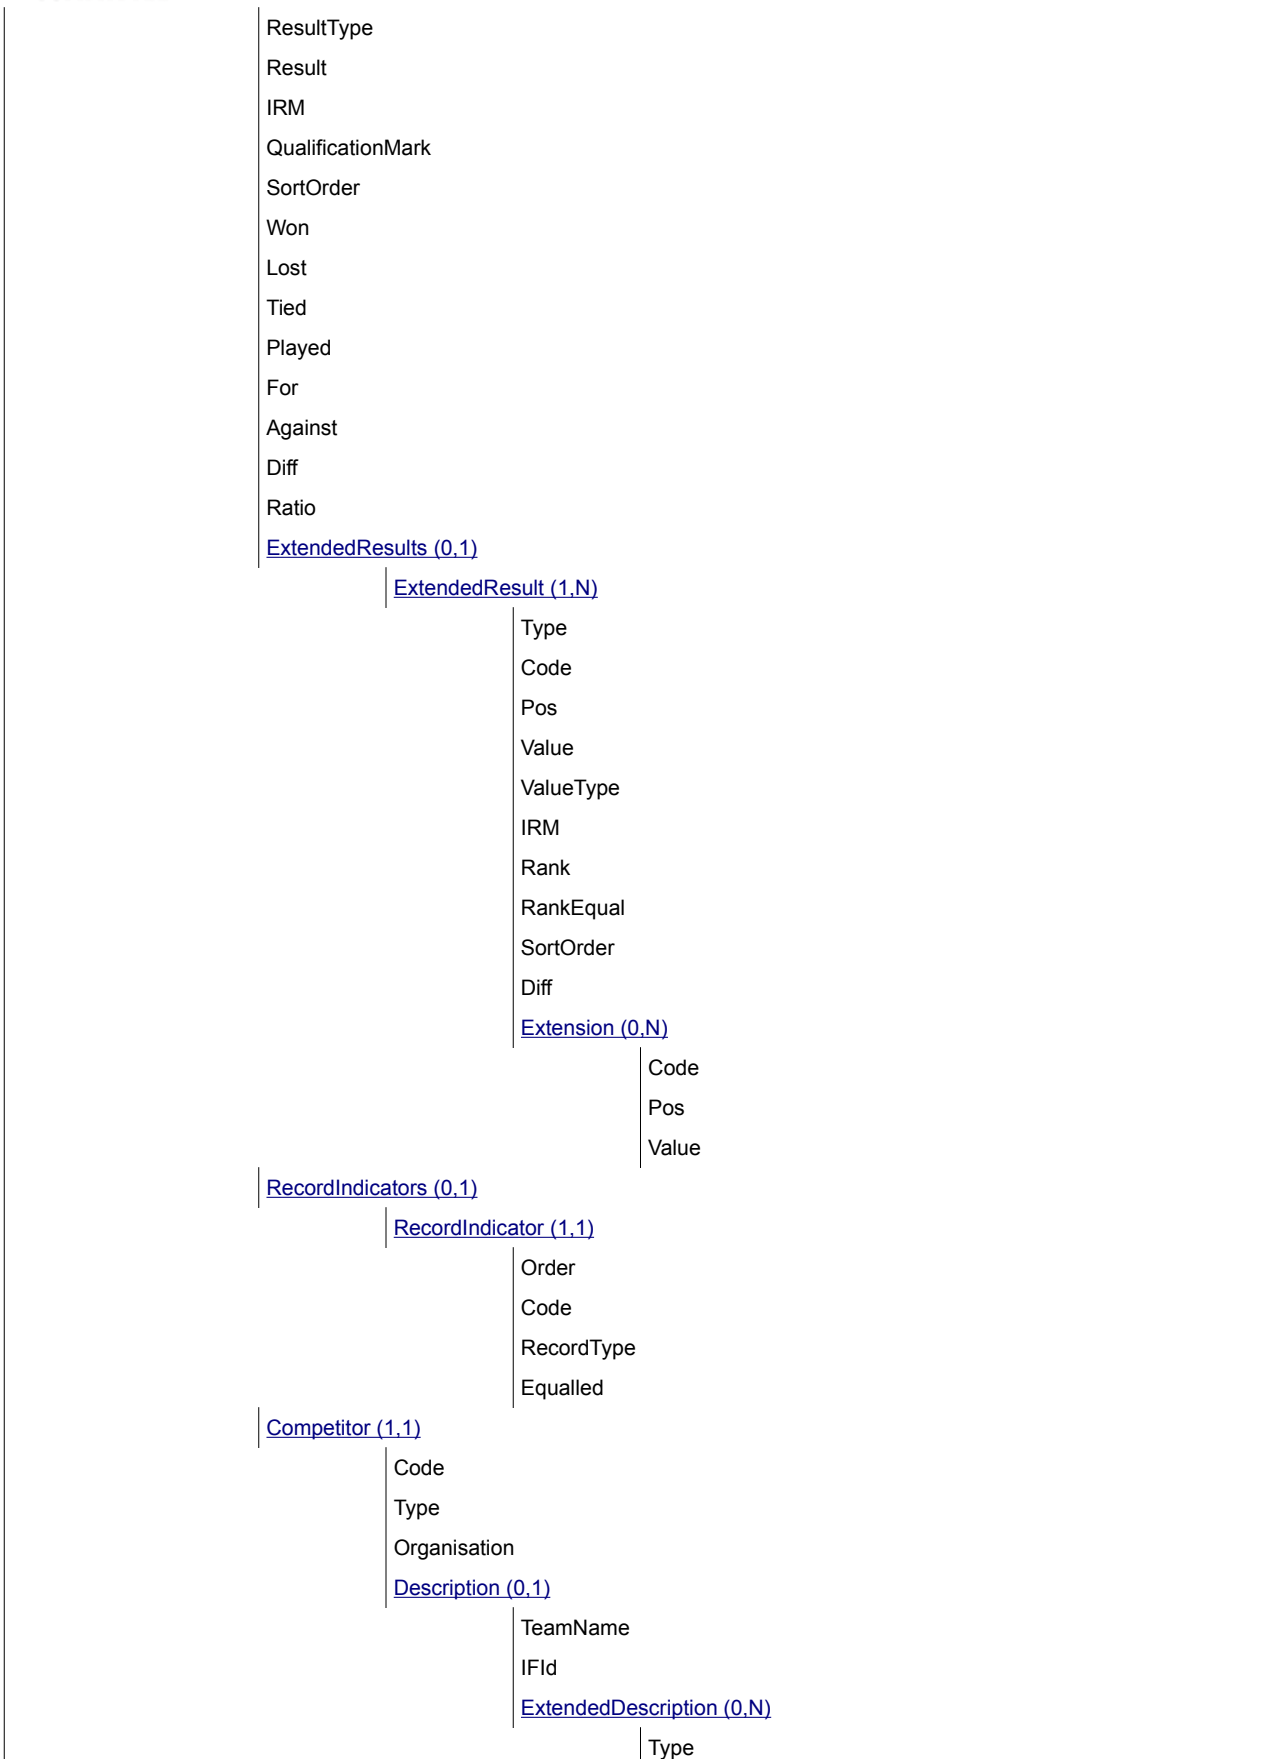 ResultType
Result
IRM
QualificationMark
SortOrder
Won
Lost
Tied
Played
For
Against
Diff
Ratio
ExtendedResults (0,1)
ExtendedResult (1,N)
Type
Code
Pos
Value
ValueType
IRM
Rank
RankEqual
SortOrder
Diff
Extension (0,N)
Code
Pos
Value
RecordIndicators (0,1)
RecordIndicator (1,1)
Order
Code
RecordType
Equalled
Competitor (1,1)
Code
Type
Organisation
Description (0,1)
TeamName
IFId
ExtendedDescription (0,N)
Type